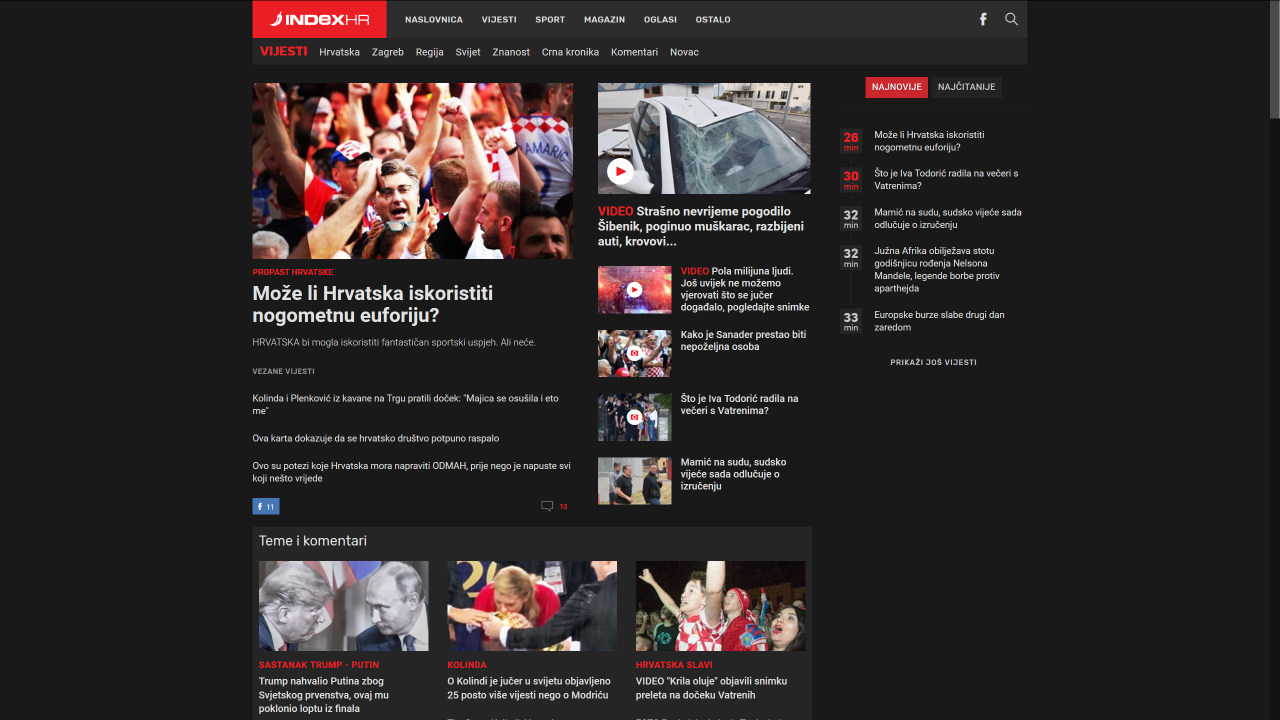 INDEXHR
NASLOVNICA VIJESTI SPORT MAGAZIN OGLASI OSTALO
VIJESTI Hrvatska Zagreb Regija Svijet Znanost Crna kronika Komentari Novac
AMARIĆ
PROPAST HRVATSKE
Može li Hrvatska iskoristiti
nogometnu euforiju?
HRVATSKA bi mogla iskoristiti fantastičan sportski uspjeh. Ali neće.
VEZANE VIJESTI
Kolinda i Plenković iz kavane na Trgu pratili doček: "Majica se osušila i eto
me"
Ova karta dokazuje da se hrvatsko društvo potpuno raspalo
Ovo su potezi koje Hrvatska mora napraviti ODMAH, prije nego je napuste svi
koji nešto vrijede
f 11
13
VIDEO Strašno nevrijeme pogodilo
Šibenik, poginuo muškarac, razbijeni
auti, krovovi...
VIDEO Pola milijuna ljudi.
Još uvijek ne možemo
vjerovati što se jučer
događalo, pogledajte snimke
Kako je Sanader prestao biti
nepoželjna osoba
Što je Iva Todorić radila na
večeri s Vatrenima?
Mamić na sudu, sudsko
vijeće sada odlučuje o
izručenju
NAJNOVIJE NAJČITANIJE
26 min
Može li Hrvatska iskoristiti
nogometnu euforiju?
30 min
Što je Iva Todorić radila na večeri s
Vatrenima?
32 min
Mamić na sudu, sudsko vijeće sada
odlučuje o izručenju
32 min
Južna Afrika obilježava stotu
godišnjicu rođenja Nelsona
Mandele, legende borbe protiv
aparthejda
33 min
Europske burze slabe drugi dan
zaredom
PRIKAŽI JOŠ VIJESTI
Teme i komentari
SASTANAK TRUMP - PUTIN
Trump nahvalio Putina zbog
Svjetskog prvenstva, ovaj mu
poklonio loptu iz finala
KOLINDA
O Kolindi je jučer u svijetu objavljeno
25 posto više vijesti nego o Modriću
HRVATSKA SLAVI
VIDEO "Krila oluje" objavili snimku
preleta na dočeku Vatrenih